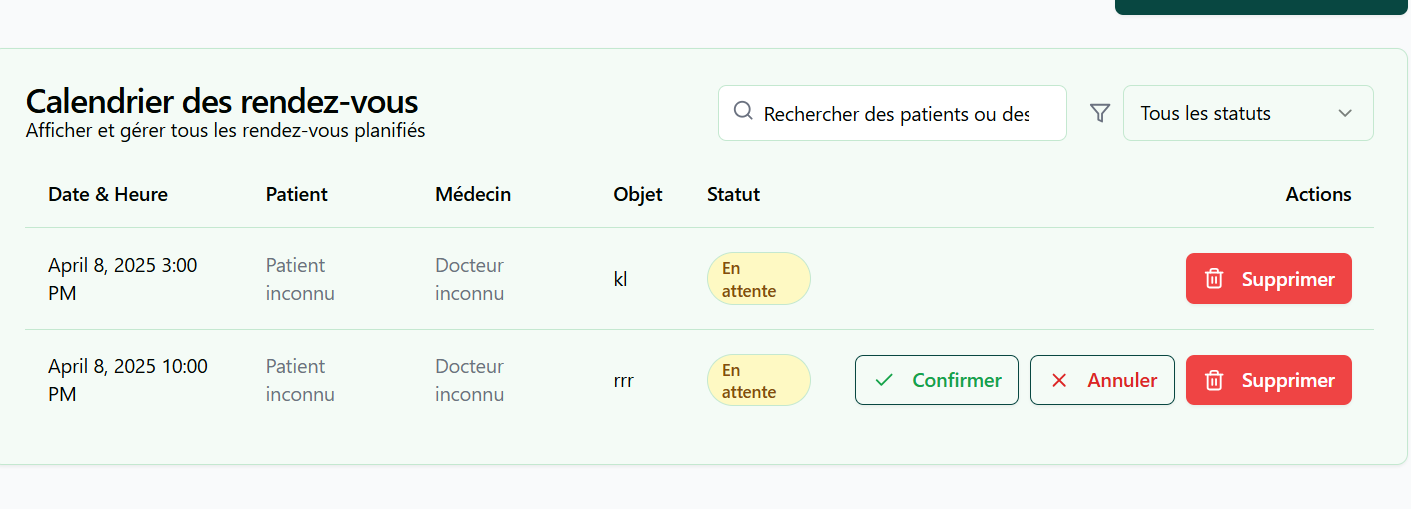 Calendrier des rendez-vous
Afficher et gérer tous les rendez-vous planifiés
Rechercher des patients ou des
Tous les statuts
Date & Heure Patient Médecin Objet Statut Actions
April 8, 2025 3:00
PM
Patient
inconnu
Docteur
inconnu
kl
En
attente
Supprimer
April 8, 2025 10:00
PM
Patient
inconnu
Docteur
inconnu
rrr
En
attente
Confirmer
Annuler
Supprimer